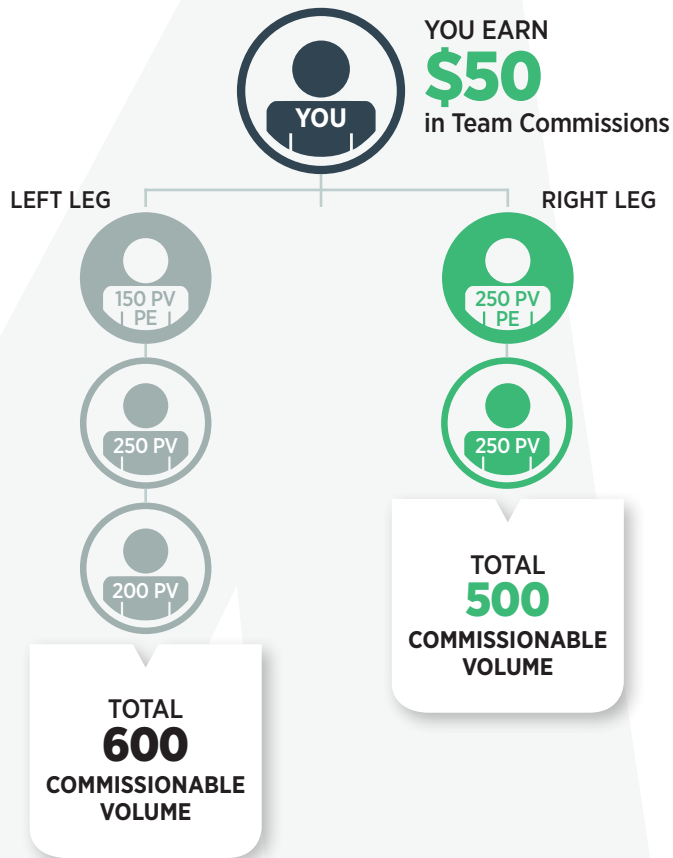 YOU EARN
$50
in Team Commissions
YOU
LEFT LEG
RIGHT LEG
150 PV
PE
250 PV
PE
250 PV
250 PV
200 PV
TOTAL
500
COMMISSIONABLE
VOLUME
TOTAL
600
COMMISSIONABLE
VOLUME